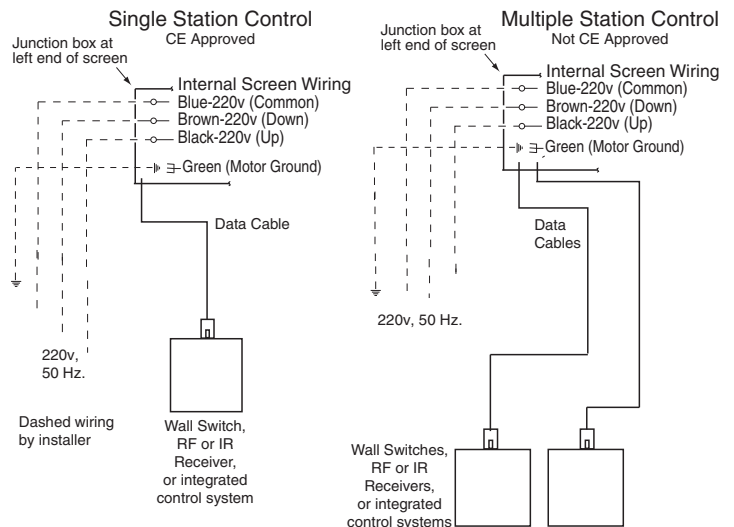 Single Station Control
CE Approved
Junction box at
left end of screen
Internal Screen Wiring
Blue-220v (Common)
Brown-220v (Down)
Black-220v (Up)
Green (Motor Ground)
Data Cable
220v,
50 Hz.
Dashed wiring
by installer
Wall Switch,
RF or IR
Receiver,
or integrated
control system
Multiple Station Control
Not CE Approved
Junction box at
left end of screen
Internal Screen Wiring
Blue-220v (Common)
Brown-220v (Down)
Black-220v (Up)
Green (Motor Ground)
Data
Cables
220v, 50 Hz.
Wall Switches,
RF or IR
Receivers,
or integrated
control systems